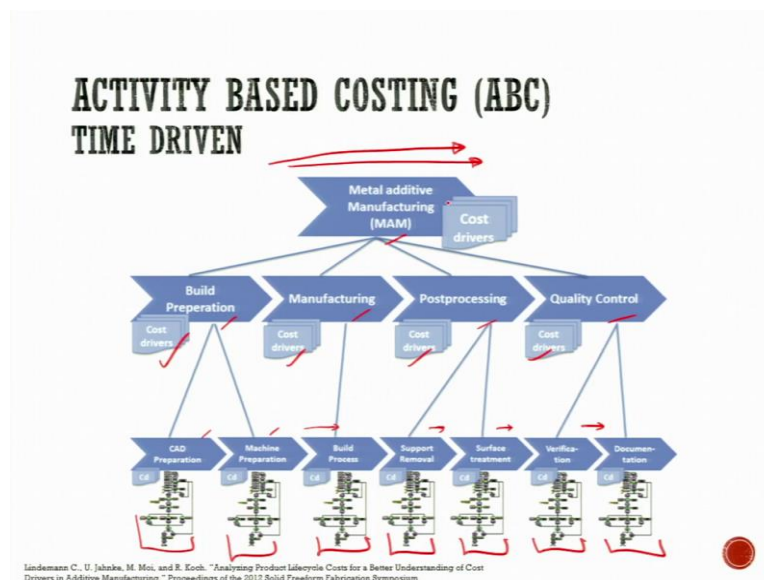 ACTIVITY BASED COSTING (ABC)
TIME DRIVEN
Metal additive
Manufacturing
(MAM)
Cost
drivers
Build
Preperation
Manufacturing
Postprocessing
Quality Control
Cost
drivers
Cost
drivers
Cost
drivers
Cost
drivers
CAD
Preparation
Machine
Preparation
Build
Process
Support
Removal
Surface
treatment
Verifica-
tion
Documen-
tation
Cd
Cd
Cd
Cd
Cd
Cd
Cd
Lindemann C., U. Jahnke, M. Moi, and R. Koch. "Analyzing Product Lifecycle Costs for a Better Understanding of Cost
Drivers in Additive Manufacturing." Proceedings of the 2012 Solid Freeform Fabrication Symposium